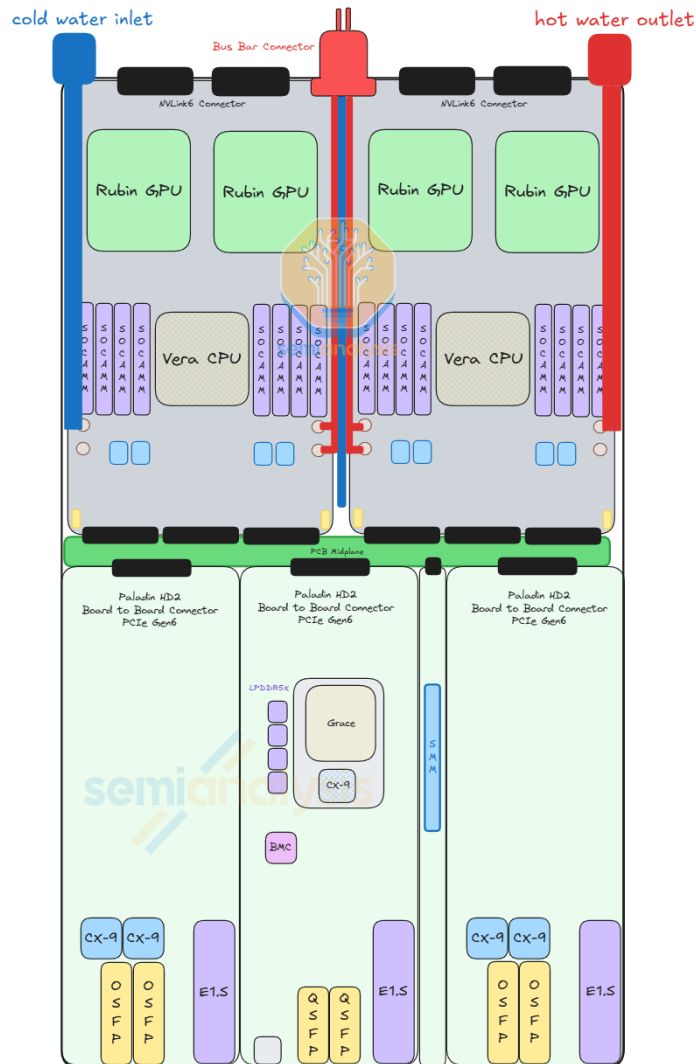 cold water inlet
hot water outlet
Bus Bar Connector
NVLink6 Connector
NVLink6 Connector
Rubin GPU
Rubin GPU
Rubin GPU
Rubin GPU
SOCAMM
SOCAMM
SOCAMM
SOCAMM
Vera CPU
SOCAMM
SOCAMM
SOCAMM
SOCAMM
SOCAMM
SOCAMM
SOCAMM
SOCAMM
Vera CPU
SOCAMM
SOCAMM
SOCAMM
SOCAMM
semianalysis
PCB Midplane
Paladin HD2
Board to Board Connector
PCIe Gen6
Paladin HD2
Board to Board Connector
PCIe Gen6
Paladin HD2
Board to Board Connector
PCIe Gen6
LPDDR5X
Grace
CX-9
SMM
semianalysis
BMC
CX-9
CX-9
OSFP
OSFP
E1.S
QSFP
QSFP
E1.S
CX-9
CX-9
OSFP
OSFP
E1.S